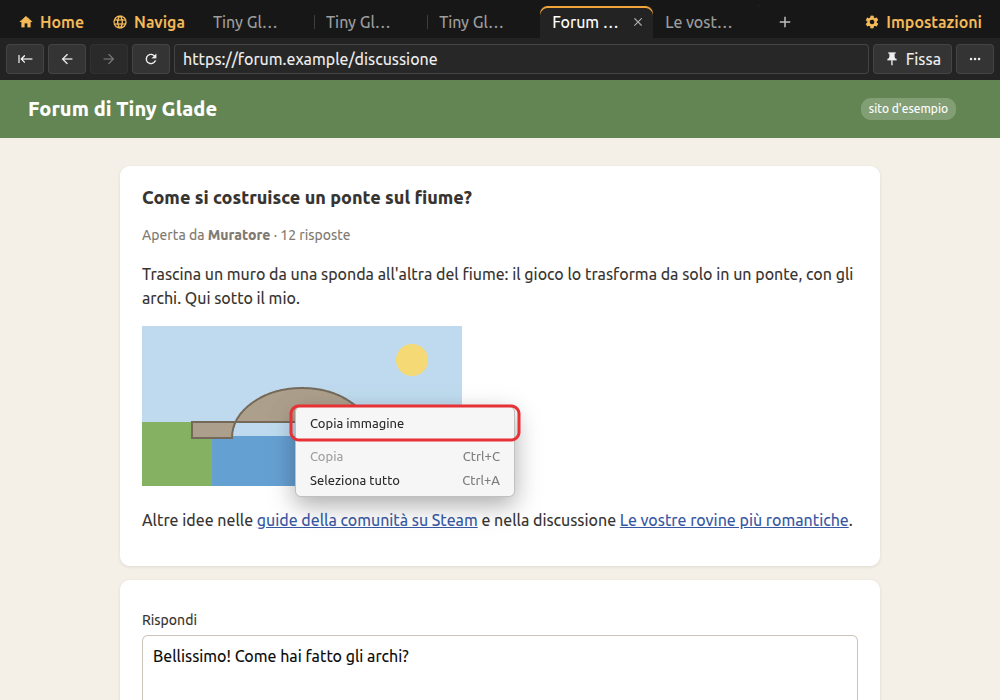 Home
Naviga
Tiny Gl...
Tiny Gl...
Tiny Gl...
Forum ...
Le vost...
Impostazioni
https://forum.example/discussione
Fissa
Forum di Tiny Glade
sito d'esempio
Come si costruisce un ponte sul fiume?
Aperta da Muratore · 12 risposte
Trascina un muro da una sponda all'altra del fiume: il gioco lo trasforma da solo in un ponte, con gli
archi. Qui sotto il mio.
Copia immagine
Copia Ctrl+C
Seleziona tutto Ctrl+A
Altre idee nelle guide della comunità su Steam e nella discussione Le vostre rovine più romantiche.
Rispondi
Bellissimo! Come hai fatto gli archi?